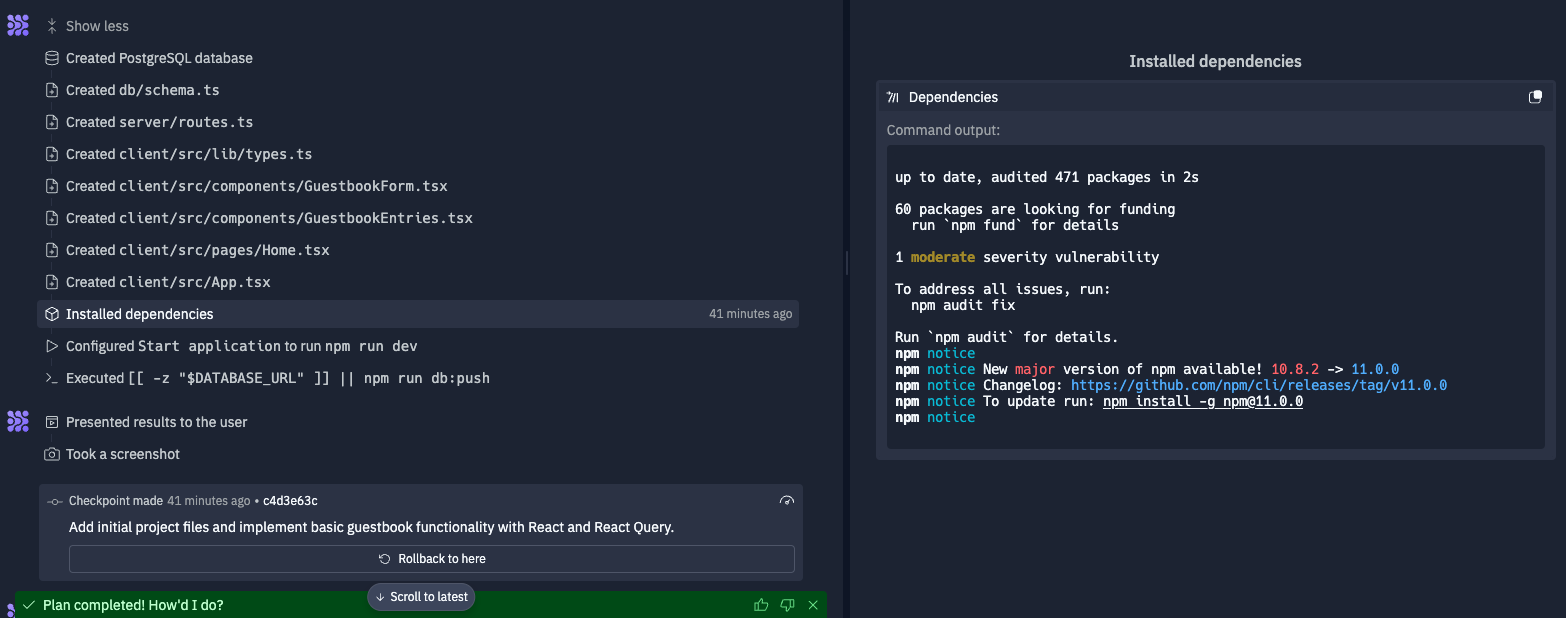 Show less
Created PostgreSQL database
Created db/schema.ts
Created server/routes.ts
Created client/src/lib/types.ts
Created client/src/components/GuestbookForm.tsx
Created client/src/components/GuestbookEntries.tsx
Created client/src/pages/Home.tsx
Created client/src/App.tsx
Installed dependencies 41 minutes ago
Configured Start application to run npm run dev
Executed [[ -z "$DATABASE_URL" ]] || npm run db:push
Presented results to the user
Took a screenshot
Checkpoint made 41 minutes ago • c4d3e63c
Add initial project files and implement basic guestbook functionality with React and React Query.
Rollback to here
Scroll to latest
Plan completed! How'd I do?
Installed dependencies
Dependencies
Command output:
up to date, audited 471 packages in 2s
60 packages are looking for funding
run `npm fund` for details
1 moderate severity vulnerability
To address all issues, run:
npm audit fix
Run `npm audit` for details.
npm notice
npm notice New major version of npm available! 10.8.2 -> 11.0.0
npm notice Changelog: https://github.com/npm/cli/releases/tag/v11.0.0
npm notice To update run: npm install -g npm@11.0.0
npm notice